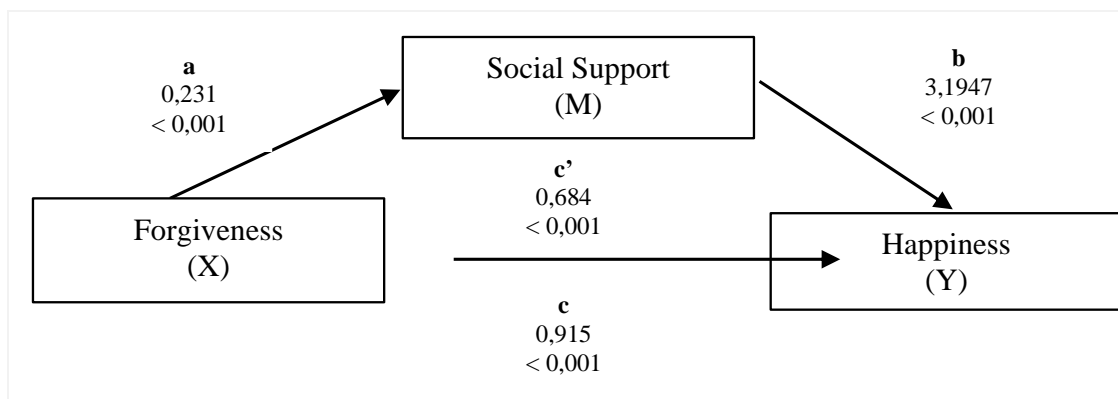 a
0,231
< 0,001
Social Support
(M)
b
3,1947
< 0,001
c’
0,684
< 0,001
Forgiveness
(X)
Happiness
(Y)
c
0,915
< 0,001